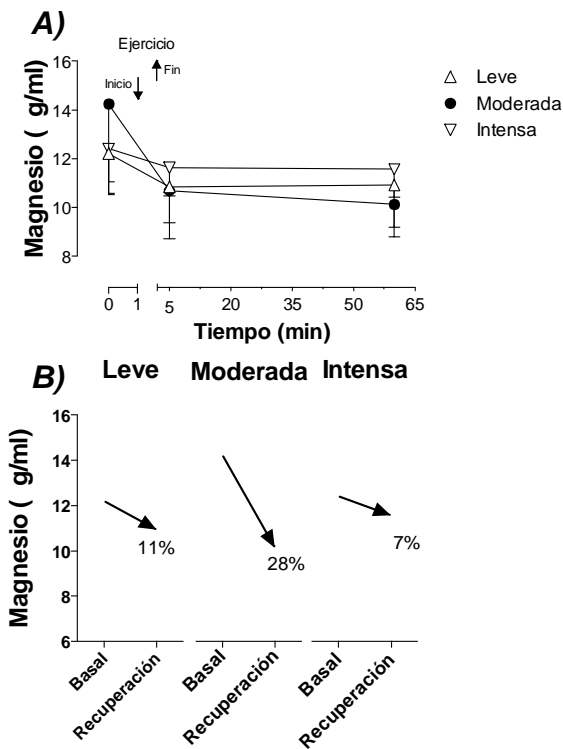 A)
Ejercicio
Inicio
Fin
Leve
Moderada
Intensa
Magnesio ( g/ml)
16
14
12
10
8
0 1 5 20 35 50 65
Tiempo (min)
B) Leve Moderada Intensa
Magnesio ( g/ml)
16
14
12
10
8
6
11%
28%
7%
Basal
Recuperación
Basal
Recuperación
Basal
Recuperación